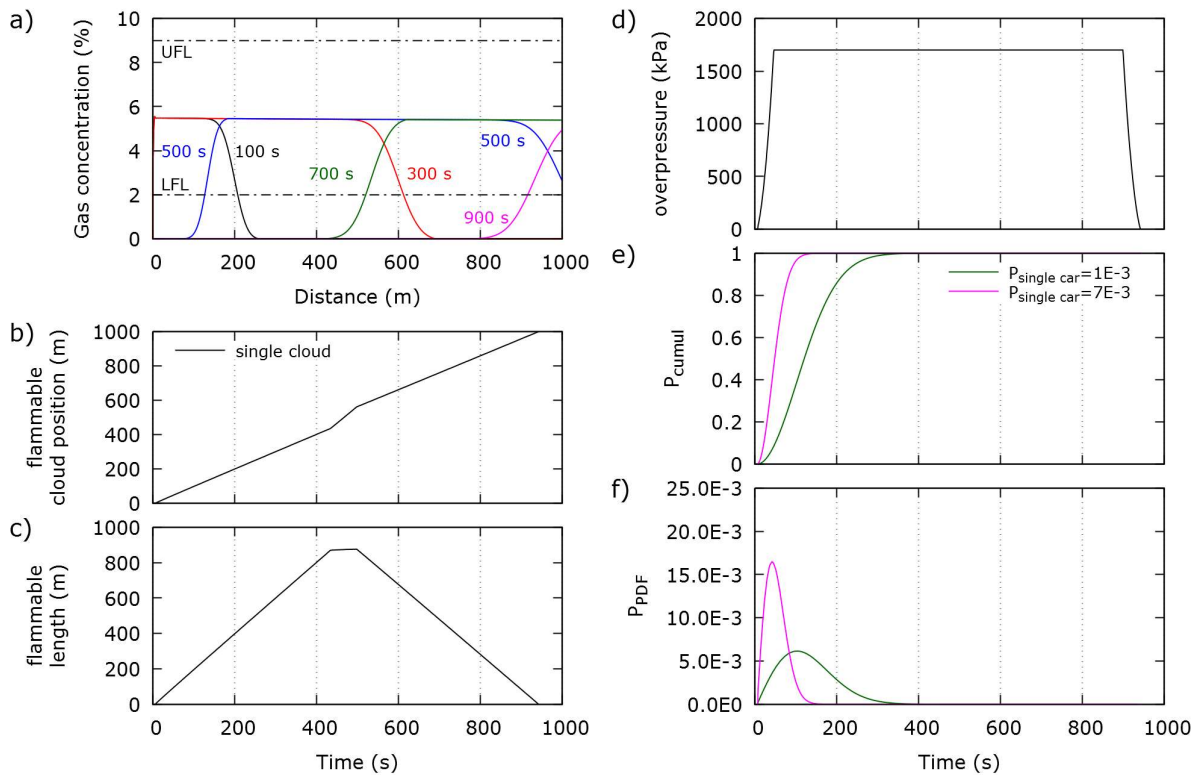 a)
Gas concentration (%)
10
8
6
4
2
0
UFL
LFL
500 s
100 s
700 s
300 s
500 s
900 s
0 200 400 600 800 1000
Distance (m)
b)
flammable
cloud position (m)
1000
800
600
400
200
0
single cloud
c)
flammable
length (m)
1000
800
600
400
200
0
0 200 400 600 800 1000
Time (s)
d)
overpressure (kPa)
2000
1500
1000
500
0
e)
P_cumul
1
0.8
0.6
0.4
0.2
0
P_single car=1E-3
P_single car=7E-3
f)
P_PDF
25.0E-3
20.0E-3
15.0E-3
10.0E-3
5.0E-3
0.0E0
0 200 400 600 800 1000
Time (s)